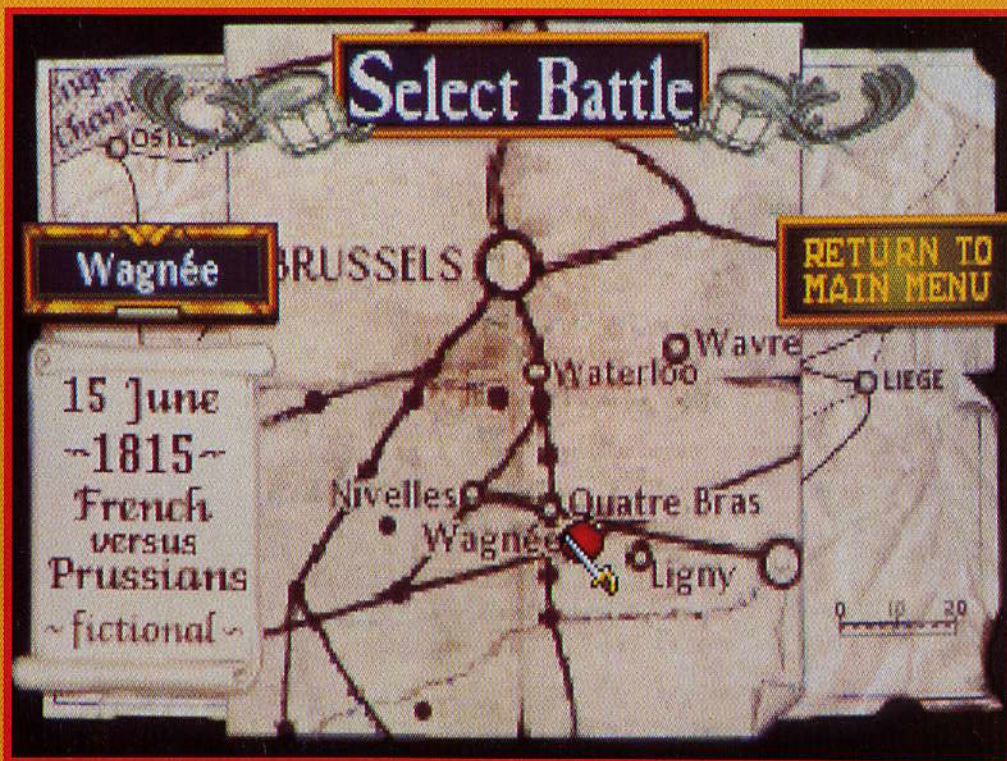 Select Battle
OSTE
Wagnée
BRUSSELS
RETURN TO
MAIN MENU
Wavre
Waterloo
LIEGE
15 June
~1815~
French
versus
Prussians
~fictional~
Nivelles
Quatre Bras
Wagnée
Ligny
0 10 20